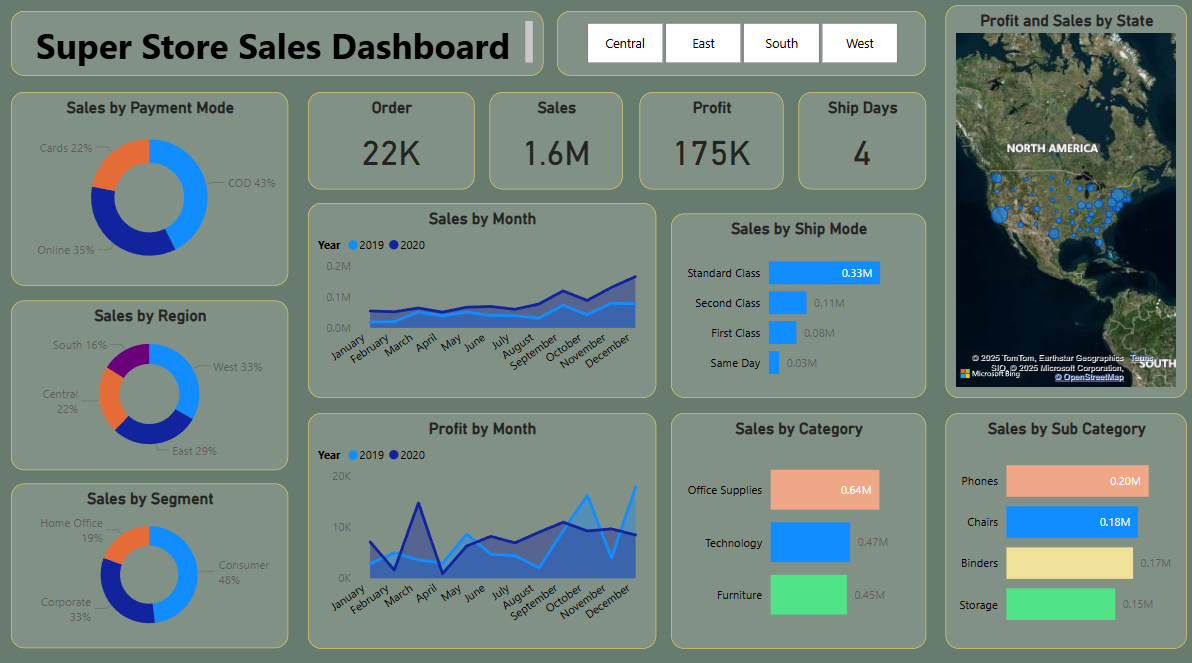 Super Store Sales Dashboard
Central
East
South
West
Profit and Sales by State
NORTH AMERICA
© 2025 TomTom, Earthstar Geographics
SIO, © 2025 Microsoft Corporation,
© OpenStreetMap
Terms
SOUTH
Microsoft Bing
Sales by Payment Mode
Cards 22%
COD 43%
Online 35%
Order
22K
Sales
1.6M
Profit
175K
Ship Days
4
Sales by Month
Year
2019
2020
0.2M
0.1M
0.0M
January
February
March
April
May
June
July
August
September
October
November
December
Sales by Ship Mode
Standard Class
0.33M
Second Class
0.11M
First Class
0.08M
Same Day
0.03M
Sales by Region
South 16%
West 33%
Central
22%
East 29%
Profit by Month
Year
2019
2020
20K
10K
0K
January
February
March
April
May
June
July
August
September
October
November
December
Sales by Category
Office Supplies
0.64M
Technology
0.47M
Furniture
0.45M
Sales by Sub Category
Phones
0.20M
Chairs
0.18M
Binders
0.17M
Storage
0.15M
Sales by Segment
Home Office
19%
Consumer
48%
Corporate
33%